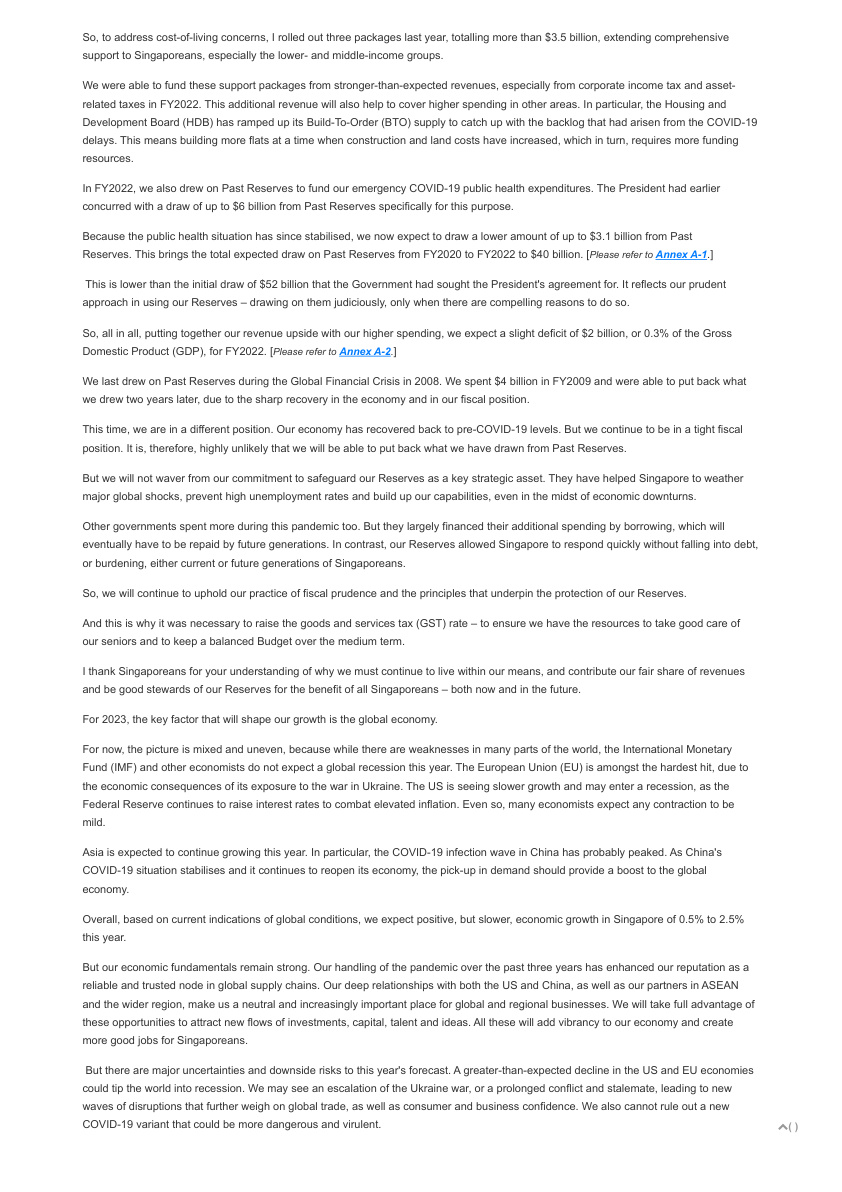 So, to address cost-of-living concerns, I rolled out three packages last year, totalling more than $3.5 billion, extending comprehensive
support to Singaporeans, especially the lower- and middle-income groups.
We were able to fund these support packages from stronger-than-expected revenues, especially from corporate income tax and asset-
related taxes in FY2022. This additional revenue will also help to cover higher spending in other areas. In particular, the Housing and
Development Board (HDB) has ramped up its Build-To-Order (BTO) supply to catch up with the backlog that had arisen from the COVID-19
delays. This means building more flats at a time when construction and land costs have increased, which in turn, requires more funding
resources.
In FY2022, we also drew on Past Reserves to fund our emergency COVID-19 public health expenditures. The President had earlier
concurred with a draw of up to $6 billion from Past Reserves specifically for this purpose.
Because the public health situation has since stabilised, we now expect to draw a lower amount of up to $3.1 billion from Past
Reserves. This brings the total expected draw on Past Reserves from FY2020 to FY2022 to $40 billion. [Please refer to Annex A-1.]
This is lower than the initial draw of $52 billion that the Government had sought the President's agreement for. It reflects our prudent
approach in using our Reserves – drawing on them judiciously, only when there are compelling reasons to do so.
So, all in all, putting together our revenue upside with our higher spending, we expect a slight deficit of $2 billion, or 0.3% of the Gross
Domestic Product (GDP), for FY2022. [Please refer to Annex A-2.]
We last drew on Past Reserves during the Global Financial Crisis in 2008. We spent $4 billion in FY2009 and were able to put back what
we drew two years later, due to the sharp recovery in the economy and in our fiscal position.
This time, we are in a different position. Our economy has recovered back to pre-COVID-19 levels. But we continue to be in a tight fiscal
position. It is, therefore, highly unlikely that we will be able to put back what we have drawn from Past Reserves.
But we will not waver from our commitment to safeguard our Reserves as a key strategic asset. They have helped Singapore to weather
major global shocks, prevent high unemployment rates and build up our capabilities, even in the midst of economic downturns.
Other governments spent more during this pandemic too. But they largely financed their additional spending by borrowing, which will
eventually have to be repaid by future generations. In contrast, our Reserves allowed Singapore to respond quickly without falling into debt,
or burdening, either current or future generations of Singaporeans.
So, we will continue to uphold our practice of fiscal prudence and the principles that underpin the protection of our Reserves.
And this is why it was necessary to raise the goods and services tax (GST) rate – to ensure we have the resources to take good care of
our seniors and to keep a balanced Budget over the medium term.
I thank Singaporeans for your understanding of why we must continue to live within our means, and contribute our fair share of revenues
and be good stewards of our Reserves for the benefit of all Singaporeans – both now and in the future.
For 2023, the key factor that will shape our growth is the global economy.
For now, the picture is mixed and uneven, because while there are weaknesses in many parts of the world, the International Monetary
Fund (IMF) and other economists do not expect a global recession this year. The European Union (EU) is amongst the hardest hit, due to
the economic consequences of its exposure to the war in Ukraine. The US is seeing slower growth and may enter a recession, as the
Federal Reserve continues to raise interest rates to combat elevated inflation. Even so, many economists expect any contraction to be
mild.
Asia is expected to continue growing this year. In particular, the COVID-19 infection wave in China has probably peaked. As China's
COVID-19 situation stabilises and it continues to reopen its economy, the pick-up in demand should provide a boost to the global
economy.
Overall, based on current indications of global conditions, we expect positive, but slower, economic growth in Singapore of 0.5% to 2.5%
this year.
But our economic fundamentals remain strong. Our handling of the pandemic over the past three years has enhanced our reputation as a
reliable and trusted node in global supply chains. Our deep relationships with both the US and China, as well as our partners in ASEAN
and the wider region, make us a neutral and increasingly important place for global and regional businesses. We will take full advantage of
these opportunities to attract new flows of investments, capital, talent and ideas. All these will add vibrancy to our economy and create
more good jobs for Singaporeans.
But there are major uncertainties and downside risks to this year's forecast. A greater-than-expected decline in the US and EU economies
could tip the world into recession. We may see an escalation of the Ukraine war, or a prolonged conflict and stalemate, leading to new
waves of disruptions that further weigh on global trade, as well as consumer and business confidence. We also cannot rule out a new
COVID-19 variant that could be more dangerous and virulent.
( )